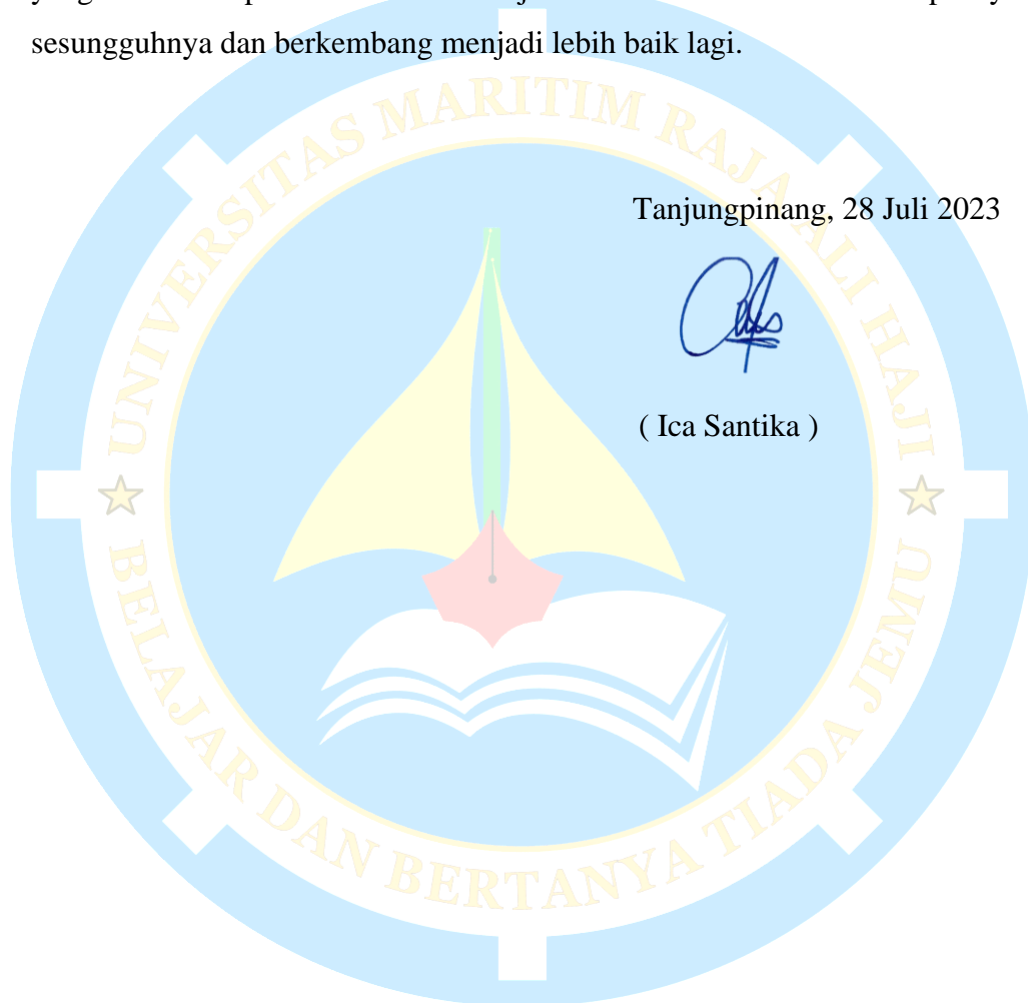 sesungguhnya dan berkembang menjadi lebih baik lagi.
Tanjungpinang, 28 Juli 2023
( Ica Santika )
UNIVERSITAS MARITIM RAJA ALI HAJI
BELAJAR DAN BERTANYA TIADA JEMU